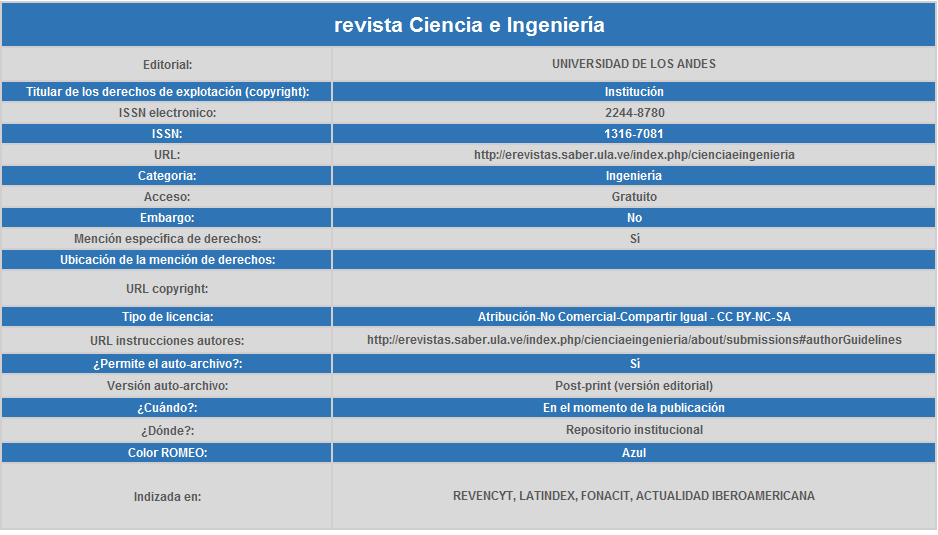 revista Ciencia e Ingeniería
Editorial: UNIVERSIDAD DE LOS ANDES
Titular de los derechos de explotación (copyright): Institución
ISSN electronico: 2244-8780
ISSN: 1316-7081
URL: http://erevistas.saber.ula.ve/index.php/cienciaeingenieria
Categoria: Ingeniería
Acceso: Gratuito
Embargo: No
Mención específica de derechos: Sí
Ubicación de la mención de derechos:
URL copyright:
Tipo de licencia: Atribución-No Comercial-Compartir Igual - CC BY-NC-SA
URL instrucciones autores: http://erevistas.saber.ula.ve/index.php/cienciaeingenieria/about/submissions#authorGuidelines
¿Permite el auto-archivo?: Sí
Versión auto-archivo: Post-print (versión editorial)
¿Cuándo?: En el momento de la publicación
¿Dónde?: Repositorio institucional
Color ROMEO: Azul
Indizada en: REVENCYT, LATINDEX, FONACIT, ACTUALIDAD IBEROAMERICANA